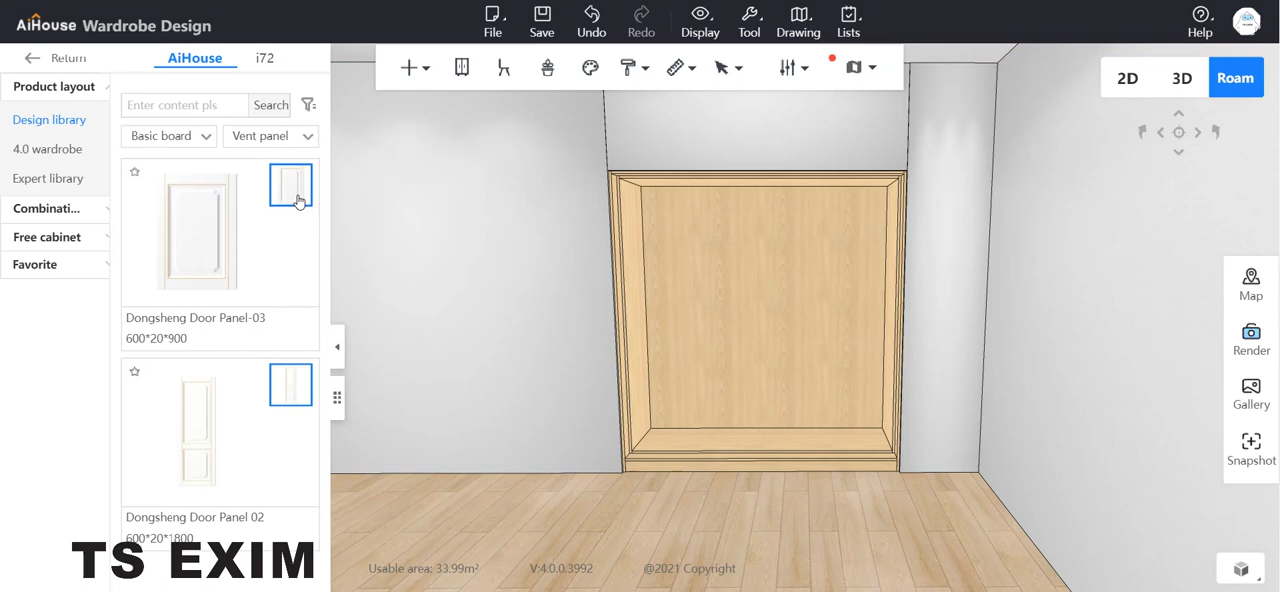 AiHouse Wardrobe Design
File
Save
Undo
Redo
Display
Tool
Drawing
Lists
Help
Return
AiHouse
i72
Product layout
Design library
4.0 wardrobe
Expert library
Combinati...
Free cabinet
Favorite
Enter content pls
Search
Basic board
Vent panel
Dongsheng Door Panel-03
600*20*900
Dongsheng Door Panel 02
600*20*1800
2D
3D
Roam
Map
Render
Gallery
Snapshot
TS EXIM
Usable area: 33.99m²
V:4.0.0.3992
@2021 Copyright